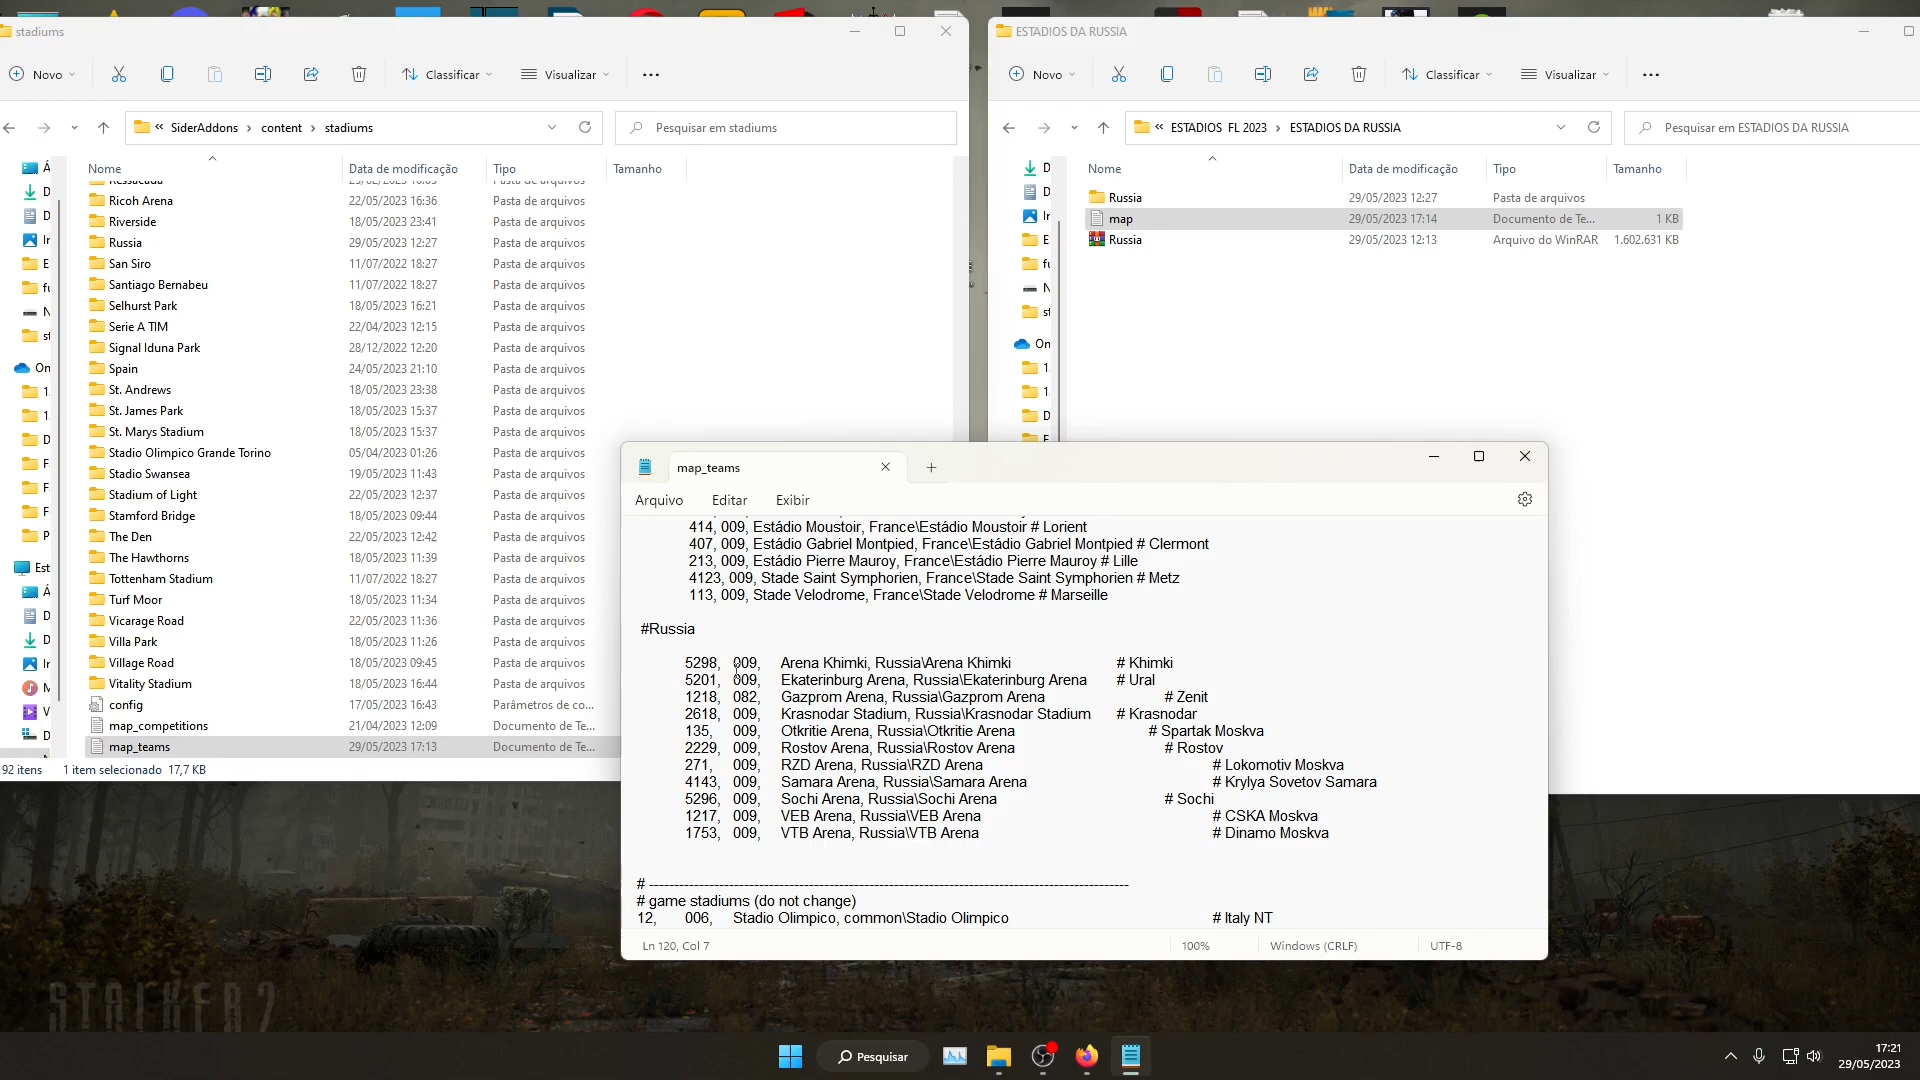 stadiums
Novo
Classificar
Visualizar
« SiderAddons > content > stadiums
Pesquisar em stadiums
Nome Data de modificação Tipo Tamanho
Ricoh Arena 22/05/2023 16:36 Pasta de arquivos
Riverside 18/05/2023 23:41 Pasta de arquivos
Russia 29/05/2023 12:27 Pasta de arquivos
San Siro 11/07/2022 18:27 Pasta de arquivos
Santiago Bernabeu 11/07/2022 18:27 Pasta de arquivos
Selhurst Park 18/05/2023 16:21 Pasta de arquivos
Serie A TIM 22/04/2023 12:15 Pasta de arquivos
Signal Iduna Park 28/12/2022 12:20 Pasta de arquivos
Spain 24/05/2023 21:10 Pasta de arquivos
St. Andrews 18/05/2023 23:38 Pasta de arquivos
St. James Park 18/05/2023 15:37 Pasta de arquivos
St. Marys Stadium 18/05/2023 15:37 Pasta de arquivos
Stadio Olimpico Grande Torino 05/04/2023 01:26 Pasta de arquivos
Stadio Swansea 19/05/2023 11:43 Pasta de arquivos
Stadium of Light 22/05/2023 12:37 Pasta de arquivos
Stamford Bridge 18/05/2023 09:44 Pasta de arquivos
The Den 22/05/2023 12:42 Pasta de arquivos
The Hawthorns 18/05/2023 11:39 Pasta de arquivos
Tottenham Stadium 11/07/2022 18:27 Pasta de arquivos
Turf Moor 18/05/2023 11:34 Pasta de arquivos
Vicarage Road 22/05/2023 11:36 Pasta de arquivos
Villa Park 18/05/2023 11:26 Pasta de arquivos
Village Road 18/05/2023 09:45 Pasta de arquivos
Vitality Stadium 18/05/2023 16:44 Pasta de arquivos
config 17/05/2023 16:43 Parâmetros de co...
map_competitions 21/04/2023 12:09 Documento de Te...
map_teams 29/05/2023 17:13 Documento de Te...
92 itens 1 item selecionado 17,7 KB
ESTADIOS DA RUSSIA
Novo
Classificar
Visualizar
« ESTADIOS FL 2023 > ESTADIOS DA RUSSIA
Pesquisar em ESTADIOS DA RUSSIA
Nome Data de modificação Tipo Tamanho
Russia 29/05/2023 12:27 Pasta de arquivos
map 29/05/2023 17:14 Documento de Te... 1 KB
Russia 29/05/2023 12:13 Arquivo do WinRAR 1.602.631 KB
map_teams
Arquivo Editar Exibir
414, 009, Estádio Moustoir, France\Estádio Moustoir # Lorient
407, 009, Estádio Gabriel Montpied, France\Estádio Gabriel Montpied # Clermont
213, 009, Estádio Pierre Mauroy, France\Estádio Pierre Mauroy # Lille
4123, 009, Stade Saint Symphorien, France\Stade Saint Symphorien # Metz
113, 009, Stade Velodrome, France\Stade Velodrome # Marseille
#Russia
5298, 009, Arena Khimki, Russia\Arena Khimki # Khimki
5201, 009, Ekaterinburg Arena, Russia\Ekaterinburg Arena # Ural
1218, 082, Gazprom Arena, Russia\Gazprom Arena # Zenit
2618, 009, Krasnodar Stadium, Russia\Krasnodar Stadium # Krasnodar
135, 009, Otkritie Arena, Russia\Otkritie Arena # Spartak Moskva
2229, 009, Rostov Arena, Russia\Rostov Arena # Rostov
271, 009, RZD Arena, Russia\RZD Arena # Lokomotiv Moskva
4143, 009, Samara Arena, Russia\Samara Arena # Krylya Sovetov Samara
5296, 009, Sochi Arena, Russia\Sochi Arena # Sochi
1217, 009, VEB Arena, Russia\VEB Arena # CSKA Moskva
1753, 009, VTB Arena, Russia\VTB Arena # Dinamo Moskva
# ------------------------------------------------------------------------------------------------
# game stadiums (do not change)
12, 006, Stadio Olimpico, common\Stadio Olimpico # Italy NT
Ln 120, Col 7 100% Windows (CRLF) UTF-8
S.T.A.L.K.E.R. 2
Pesquisar
17:21
29/05/2023